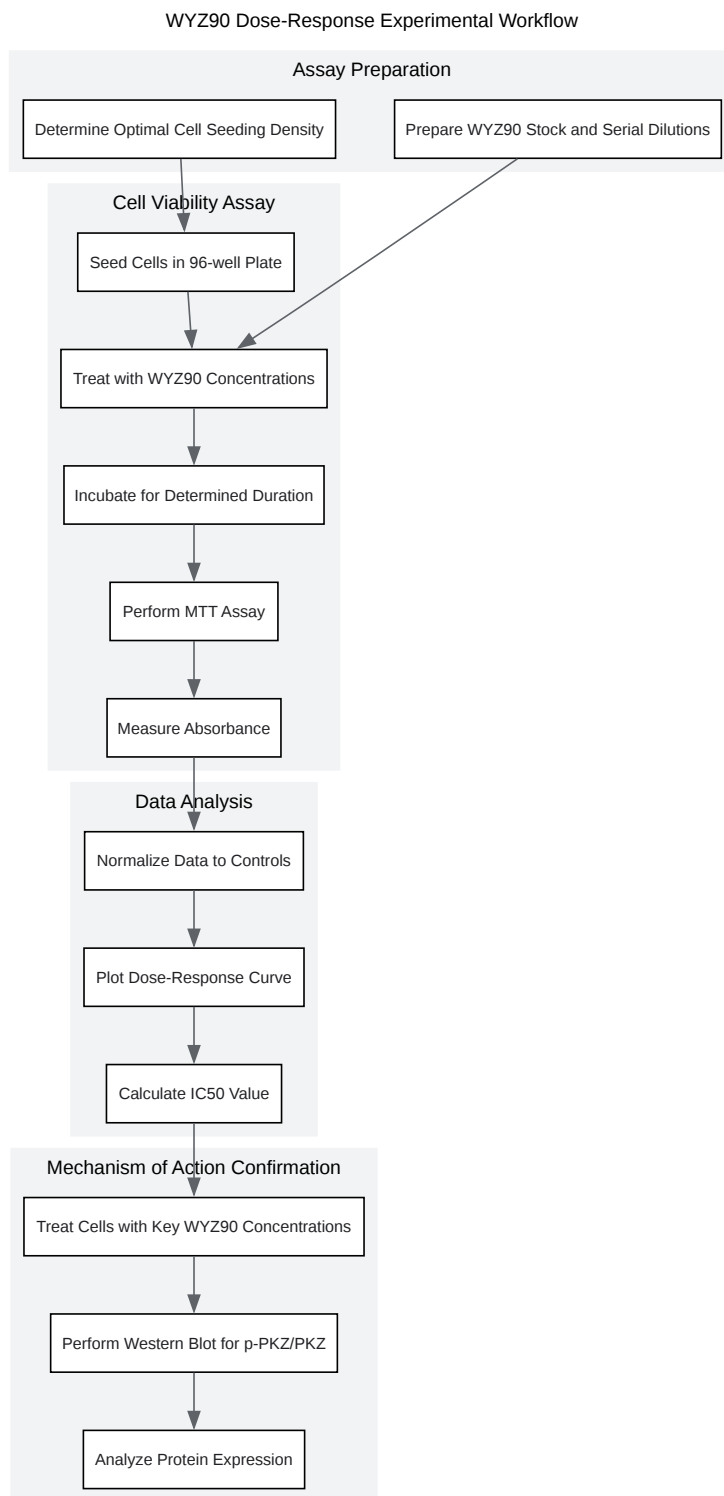 WYZ90 Dose-Response Experimental Workflow
Assay Preparation
Determine Optimal Cell Seeding Density
Prepare WYZ90 Stock and Serial Dilutions
Cell Viability Assay
Seed Cells in 96-well Plate
Treat with WYZ90 Concentrations
Incubate for Determined Duration
Perform MTT Assay
Measure Absorbance
Data Analysis
Normalize Data to Controls
Plot Dose-Response Curve
Calculate IC50 Value
Mechanism of Action Confirmation
Treat Cells with Key WYZ90 Concentrations
Perform Western Blot for p-PKZ/PKZ
Analyze Protein Expression